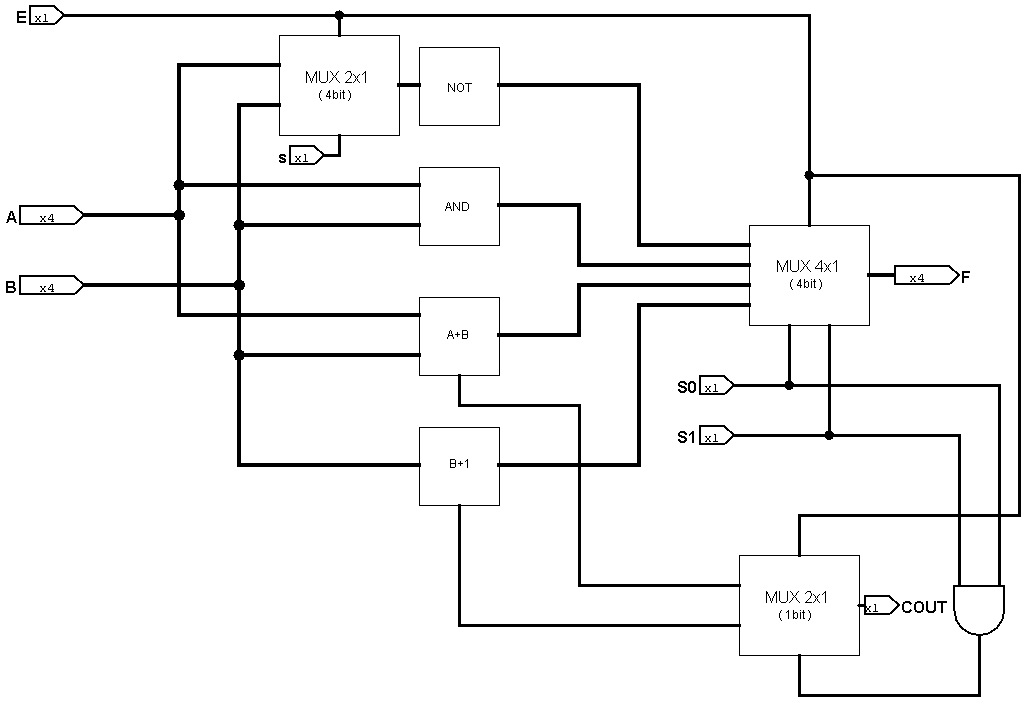 E x1
MUX 2x1
(4bit)
NOT
s x1
A x4
AND
B x4
MUX 4x1
(4bit)
x4 F
A+B
S0 x1
S1 x1
B+1
MUX 2x1
(1bit)
x1 COUT